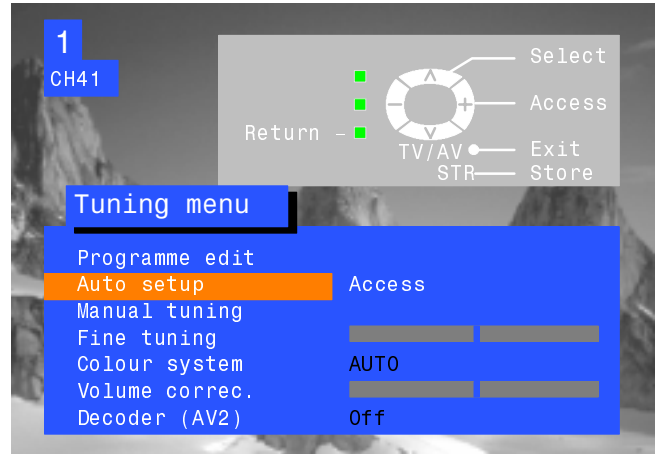 1
CH41
Select
Access
Return
TV/AV Exit
STR Store
Tuning menu
Programme edit
Auto setup Access
Manual tuning
Fine tuning
Colour system AUTO
Volume correc.
Decoder (AV2) Off